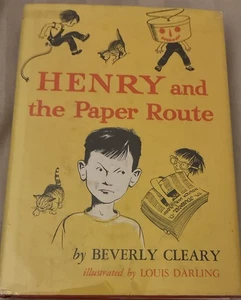 HENRY and
the Paper Route
by BEVERLY CLEARY
illustrated by LOUIS DARLING